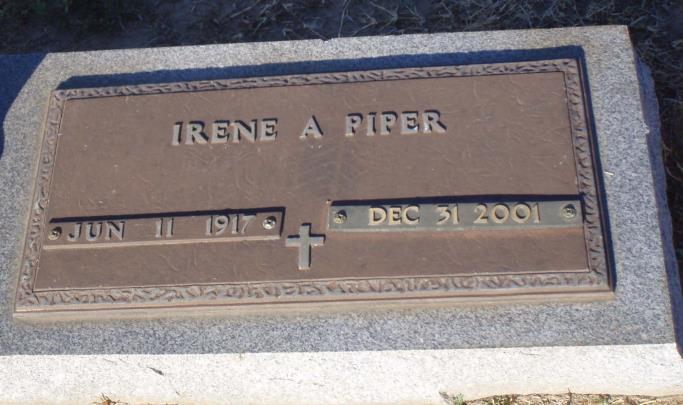 IRENE A PIPER
JUN 11 1917 DEC 31 2001